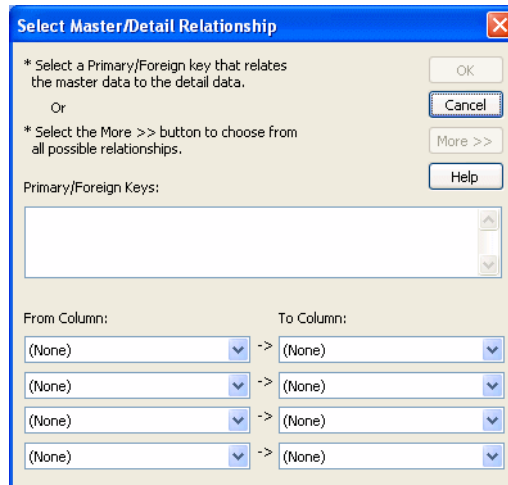 Select Master/Detail Relationship
* Select a Primary/Foreign key that relates
the master data to the detail data.
Or
* Select the More >> button to choose from
all possible relationships.
OK
Cancel
More >>
Help
Primary/Foreign Keys:
From Column:
To Column:
(None) -> (None)
(None) -> (None)
(None) -> (None)
(None) -> (None)